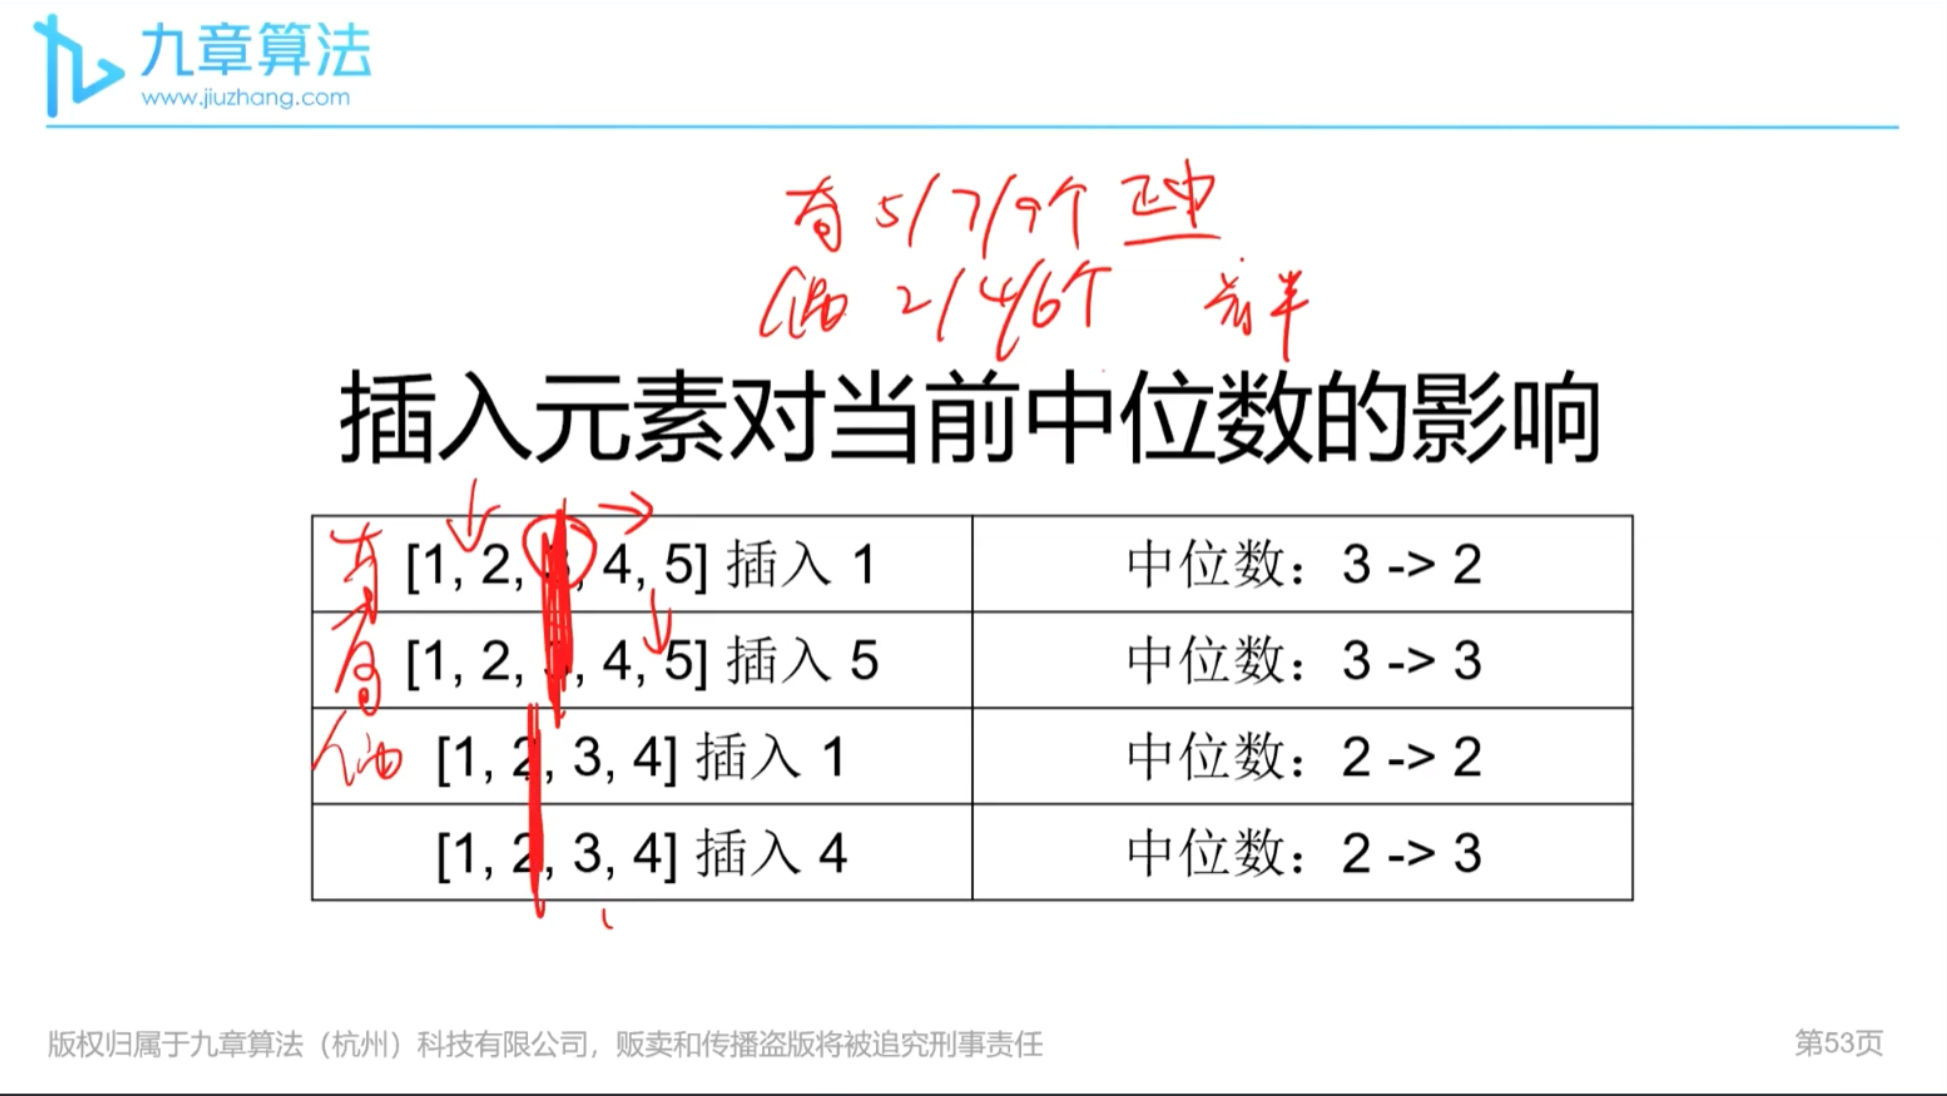 九章算法
www.jiuzhang.com
奇 5/7/9个 正中
偶 2/4/6个 前半
插入元素对当前中位数的影响
奇 [1, 2, 3, 4, 5] 插入 1 中位数：3 -> 2
奇 [1, 2, 3, 4, 5] 插入 5 中位数：3 -> 3
偶 [1, 2, 3, 4] 插入 1 中位数：2 -> 2
[1, 2, 3, 4] 插入 4 中位数：2 -> 3
版权归属于九章算法（杭州）科技有限公司，贩卖和传播盗版将被追究刑事责任
第53页